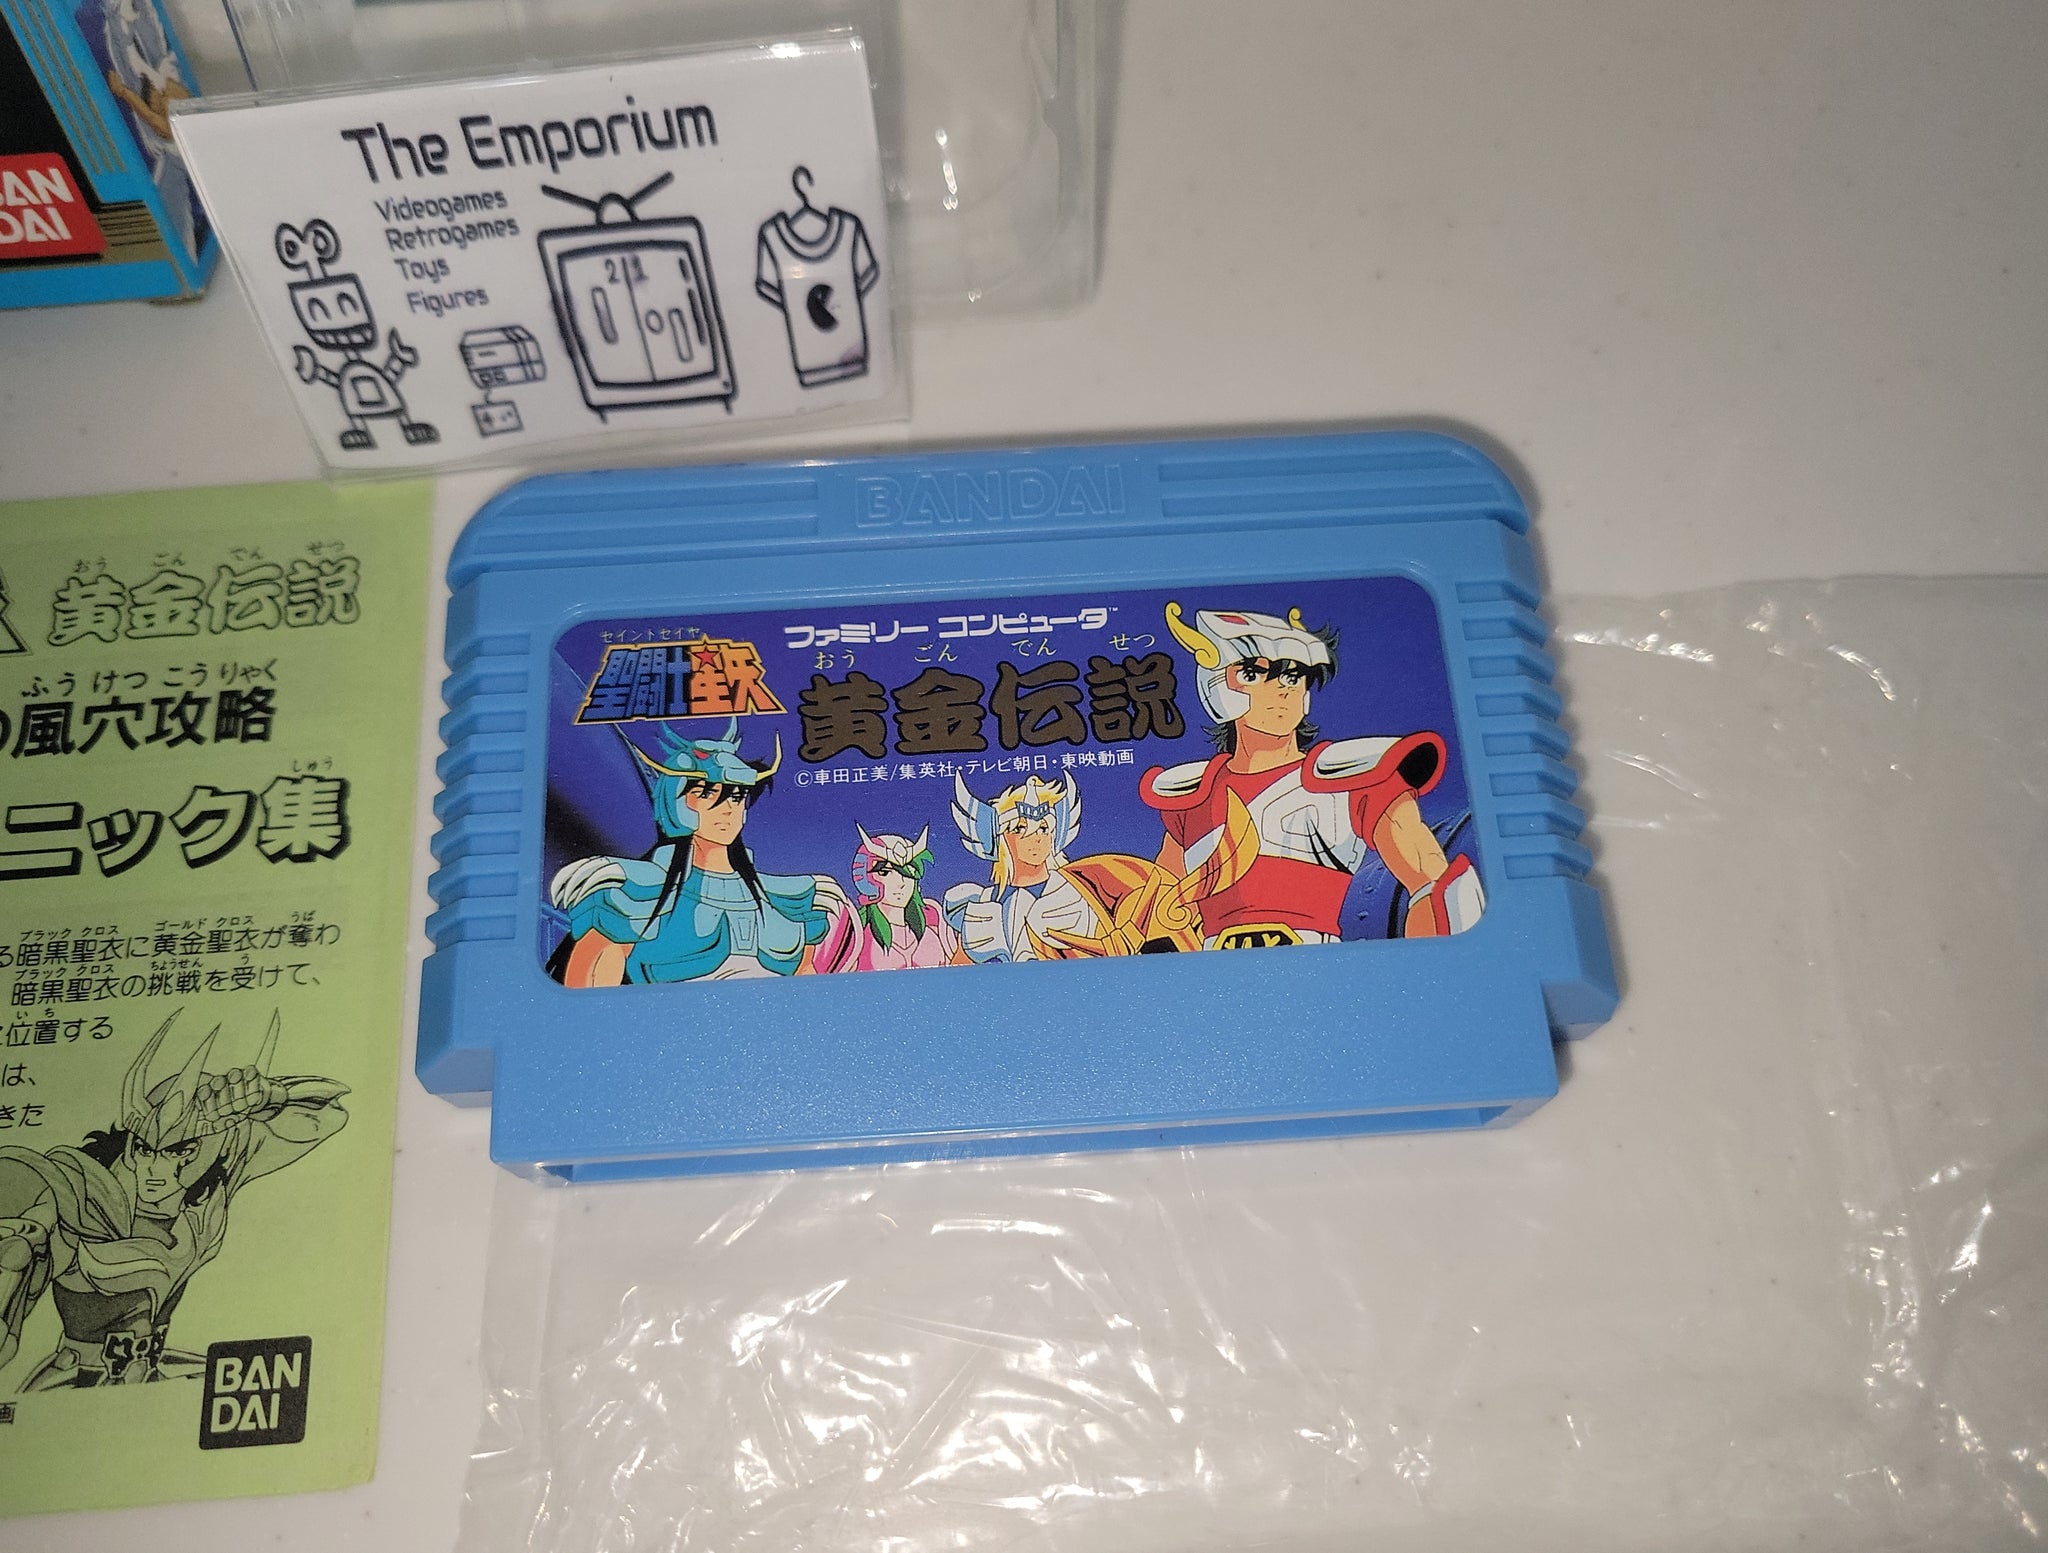 BAN
DAI
The Emporium
Videogames
Retrogames
Toys
Figures
21
BANDAI
セイントセイヤ
聖闘士星矢
ファミリーコンピュータ™
おうごんでんせつ
黄金伝説
©車田正美/集英社・テレビ朝日・東映動画
おうごんでんせつ
黄金伝説
ふうけつこうりゃく
の風穴攻略
しゅう
ニック集
ブラック クロス ゴールド クロス うば
る暗黒聖衣に黄金聖衣が奪わ
ブラック クロス ちょうせん う
暗黒聖衣の挑戦を受けて、
いち
に位置する
は、
きた
画
BAN
DAI